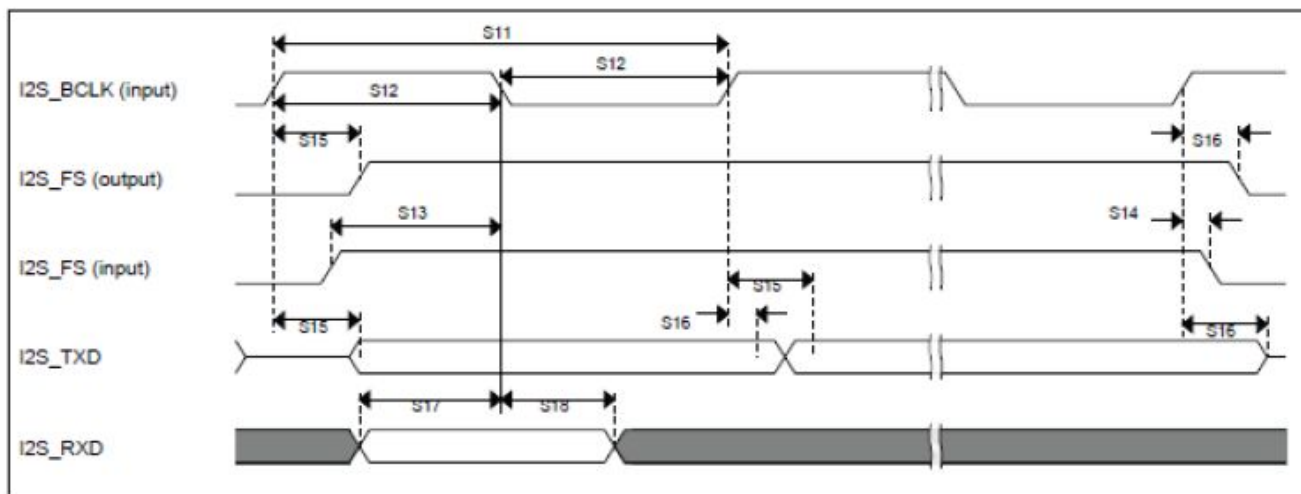 S11
I2S_BCLK (input)
S12
S12
S15
S16
I2S_FS (output)
S13
S14
I2S_FS (input)
S15
S15
S16
S16
I2S_TXD
S17
S18
I2S_RXD